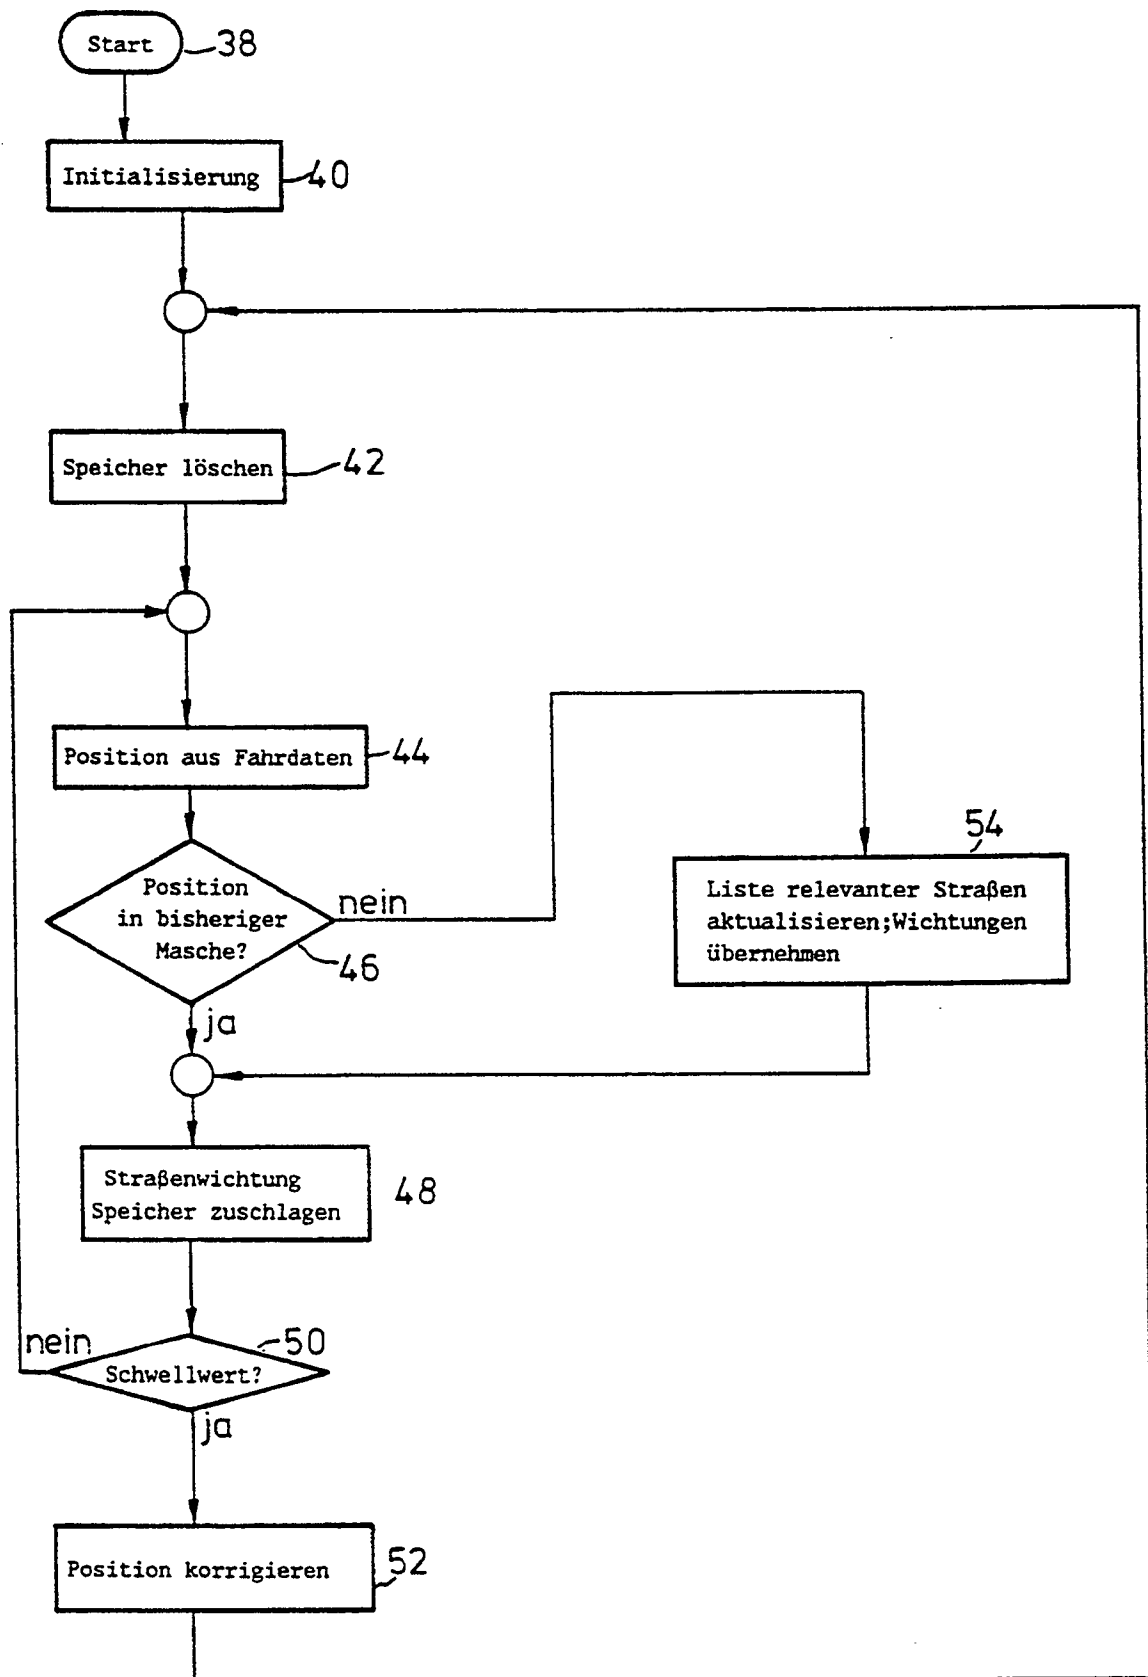 Start
38
Initialisierung
40
Speicher löschen
42
Position aus Fahrdaten
44
54
Position
in bisheriger
Masche?
nein
46
Liste relevanter Straßen
aktualisieren;Wichtungen
übernehmen
ja
Straßenwichtung
Speicher zuschlagen
48
nein
50
Schwellwert?
ja
Position korrigieren
52